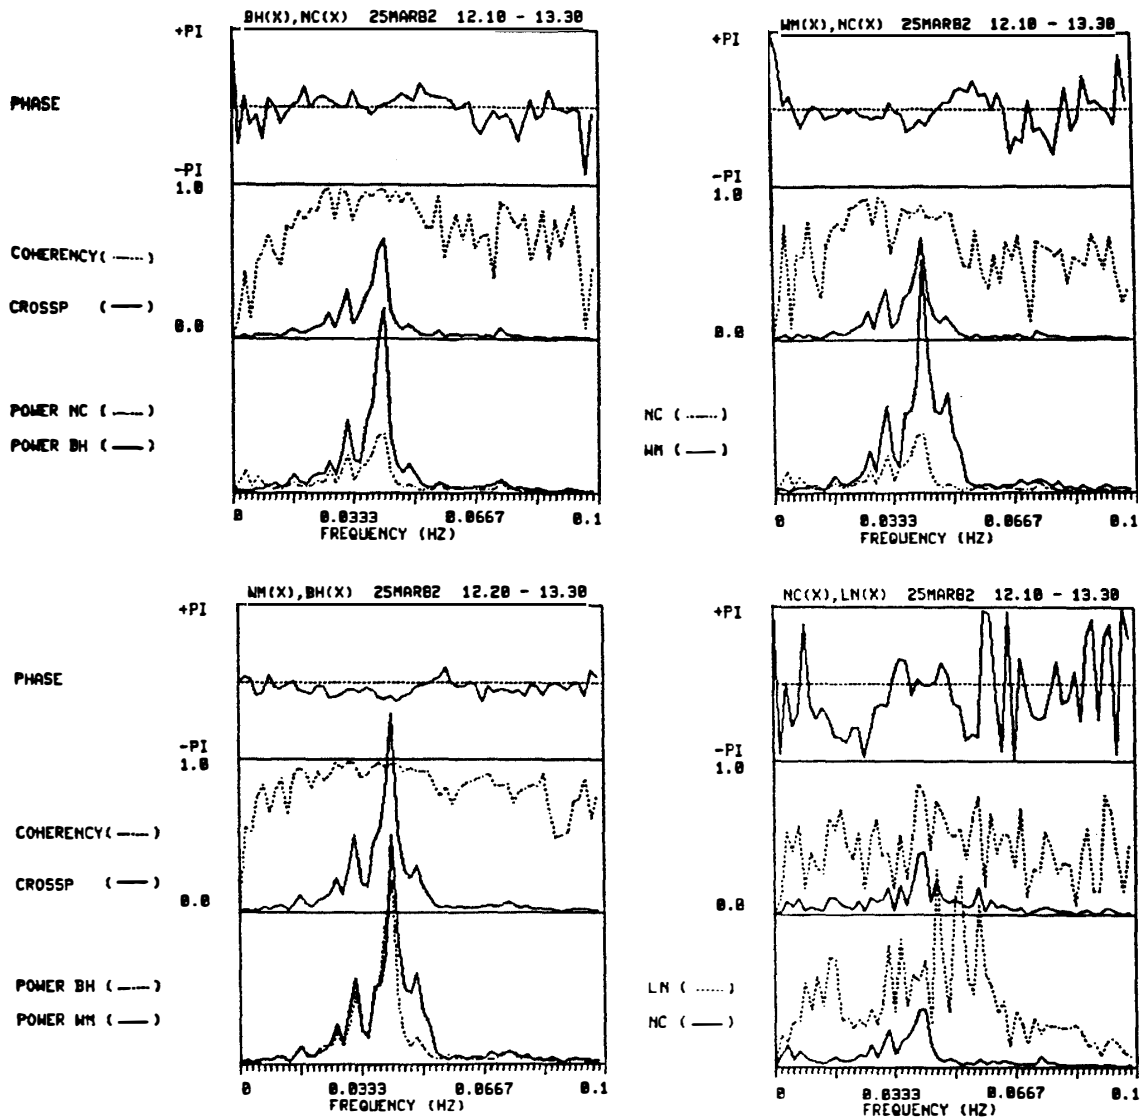 BH(X),NC(X) 25MAR82 12.10 - 13.30
+PI
PHASE
-PI
1.0
COHERENCY(-----)
CROSSP (——)
0.0
POWER NC (-----)
POWER BH (——)
0 0.0333 0.0667 0.1
FREQUENCY (HZ)
WM(X),NC(X) 25MAR82 12.10 - 13.30
+PI
-PI
1.0
0.0
NC (-----)
WM (——)
0 0.0333 0.0667 0.1
FREQUENCY (HZ)
WM(X),BH(X) 25MAR82 12.20 - 13.30
+PI
PHASE
-PI
1.0
COHERENCY(-----)
CROSSP (——)
0.0
POWER BH (-----)
POWER WM (——)
0 0.0333 0.0667 0.1
FREQUENCY (HZ)
NC(X),LN(X) 25MAR82 12.10 - 13.30
+PI
-PI
1.0
0.0
LN (.....)
NC (——)
0 0.0333 0.0667 0.1
FREQUENCY (HZ)